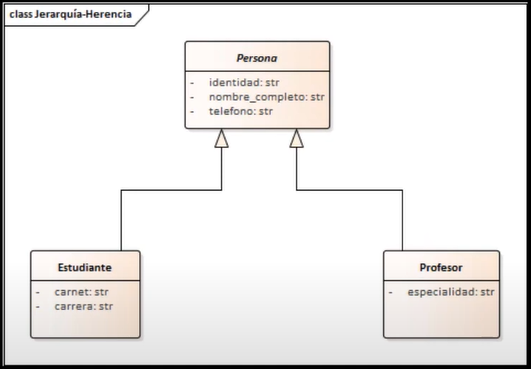 class Jerarquía-Herencia
Persona
- identidad: str
- nombre_completo: str
- telefono: str
Estudiante
- carnet: str
- carrera: str
Profesor
- especialidad: str